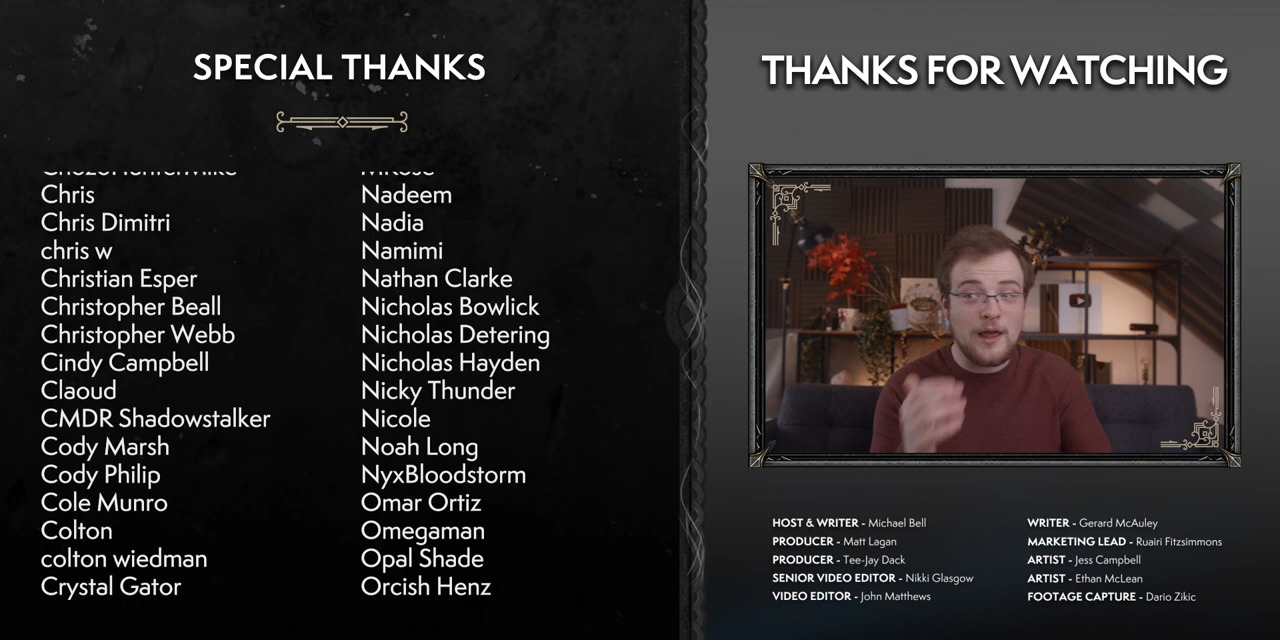 SPECIAL THANKS
Chris
Chris Dimitri
chris w
Christian Esper
Christopher Beall
Christopher Webb
Cindy Campbell
Claoud
CMDR Shadowstalker
Cody Marsh
Cody Philip
Cole Munro
Colton
colton wiedman
Crystal Gator
Nadeem
Nadia
Namimi
Nathan Clarke
Nicholas Bowlick
Nicholas Detering
Nicholas Hayden
Nicky Thunder
Nicole
Noah Long
NyxBloodstorm
Omar Ortiz
Omegaman
Opal Shade
Orcish Henz
THANKS FOR WATCHING
HOST & WRITER - Michael Bell
PRODUCER - Matt Lagan
PRODUCER - Tee-Jay Dack
SENIOR VIDEO EDITOR - Nikki Glasgow
VIDEO EDITOR - John Matthews
WRITER - Gerard McAuley
MARKETING LEAD - Ruairi Fitzsimmons
ARTIST - Jess Campbell
ARTIST - Ethan McLean
FOOTAGE CAPTURE - Dario Zikic